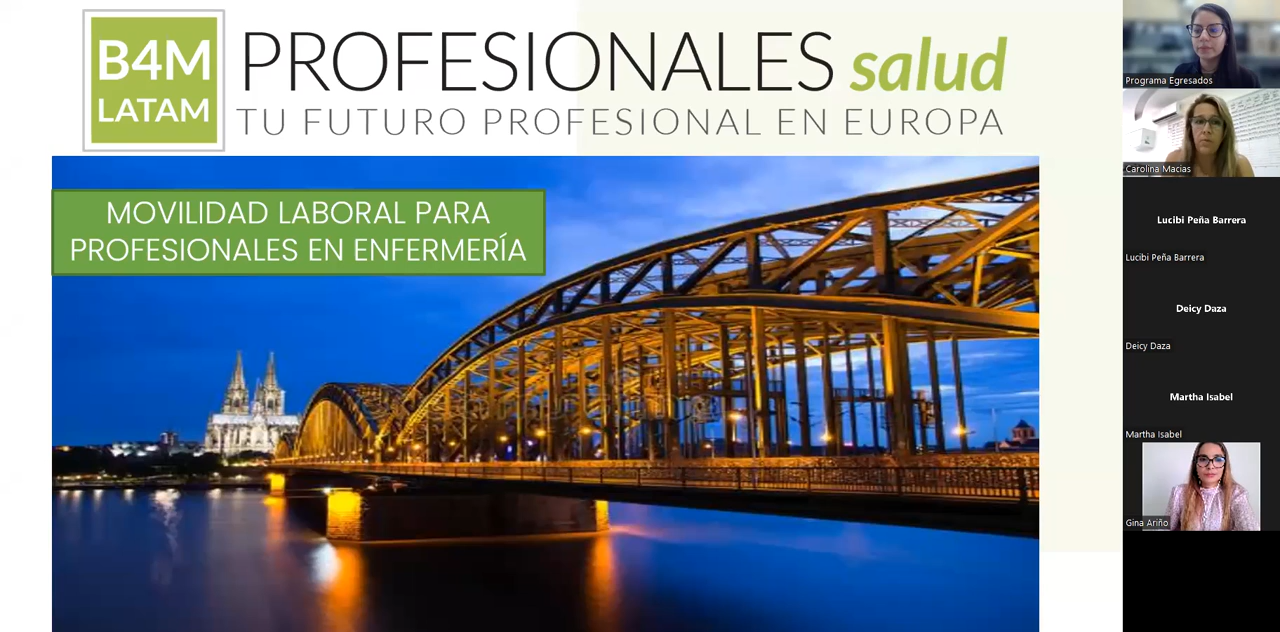 B4M
LATAM
PROFESIONALES salud
TU FUTURO PROFESIONAL EN EUROPA
MOVILIDAD LABORAL PARA
PROFESIONALES EN ENFERMERÍA
Programa Egresados
Carolina Macias
Lucibi Peña Barrera
Lucibi Peña Barrera
Deicy Daza
Deicy Daza
Martha Isabel
Martha Isabel
Gina Ariño